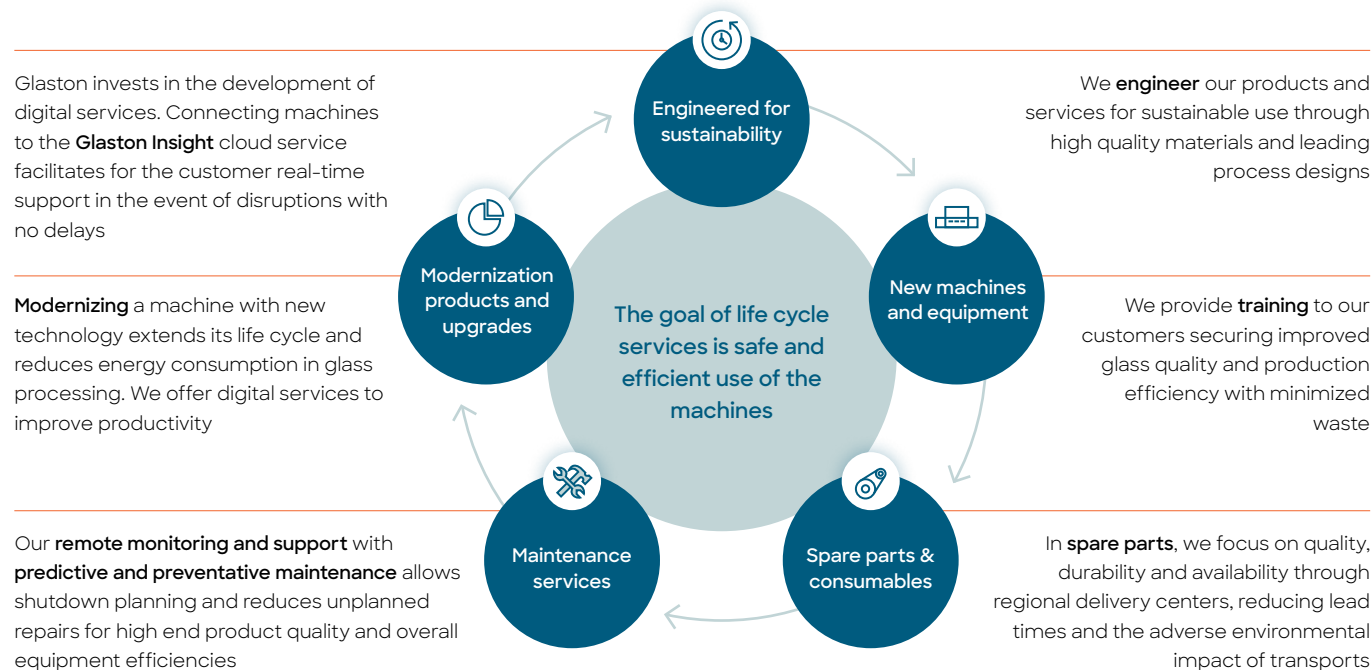 Engineered for
sustainability
Glaston invests in the development of
digital services. Connecting machines
to the Glaston Insight cloud service
facilitates for the customer real-time
support in the event of disruptions with
no delays
We engineer our products and
services for sustainable use through
high quality materials and leading
process designs
Modernization
products and
upgrades
New machines
and equipment
The goal of life cycle
services is safe and
efficient use of the
machines
Modernizing a machine with new
technology extends its life cycle and
reduces energy consumption in glass
processing. We offer digital services to
improve productivity
We provide training to our
customers securing improved
glass quality and production
efficiency with minimized
waste
Maintenance
services
Spare parts &
consumables
Our remote monitoring and support with
predictive and preventative maintenance allows
shutdown planning and reduces unplanned
repairs for high end product quality and overall
equipment efficiencies
In spare parts, we focus on quality,
durability and availability through
regional delivery centers, reducing lead
times and the adverse environmental
impact of transports